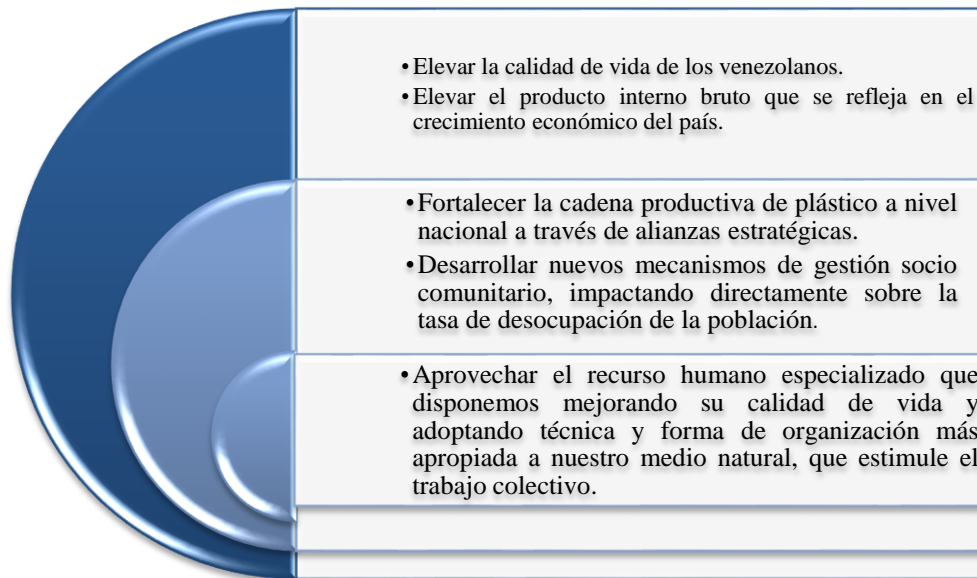 •Elevar la calidad de vida de los venezolanos.
•Elevar el producto interno bruto que se refleja en el
crecimiento económico del país.
•Fortalecer la cadena productiva de plástico a nivel
nacional a través de alianzas estratégicas.
•Desarrollar nuevos mecanismos de gestión socio
comunitario, impactando directamente sobre la
tasa de desocupación de la población.
•Aprovechar el recurso humano especializado que
disponemos mejorando su calidad de vida y
adoptando técnica y forma de organización más
apropiada a nuestro medio natural, que estimule el
trabajo colectivo.